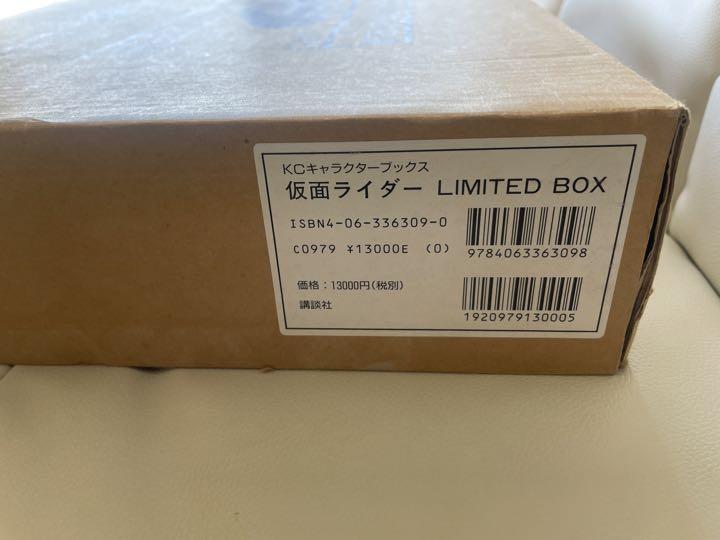 KCキャラクターブックス
仮面ライダー LIMITED BOX
ISBN4-06-336309-0
C0979 ¥13000E (0)
9784063363098
価格：13000円(税別)
講談社
1920979130005